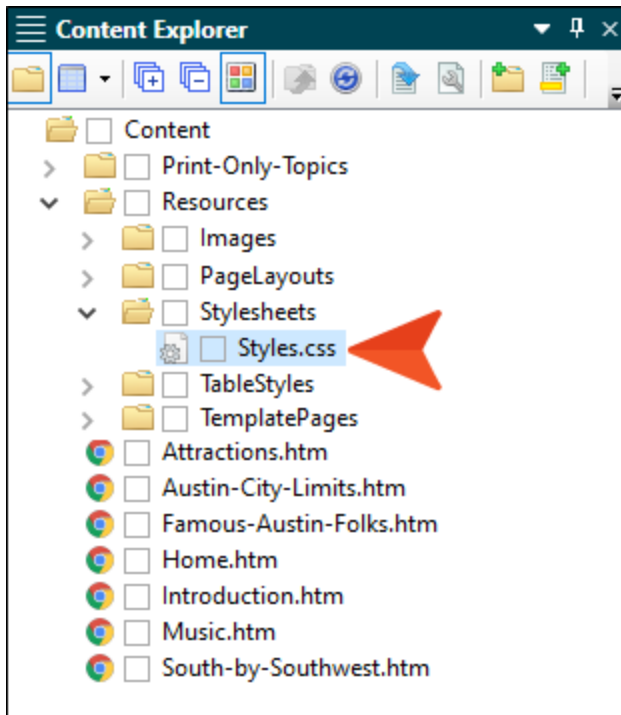 Content Explorer
Content
Print-Only-Topics
Resources
Images
PageLayouts
Stylesheets
Styles.css
TableStyles
TemplatePages
Attractions.htm
Austin-City-Limits.htm
Famous-Austin-Folks.htm
Home.htm
Introduction.htm
Music.htm
South-by-Southwest.htm